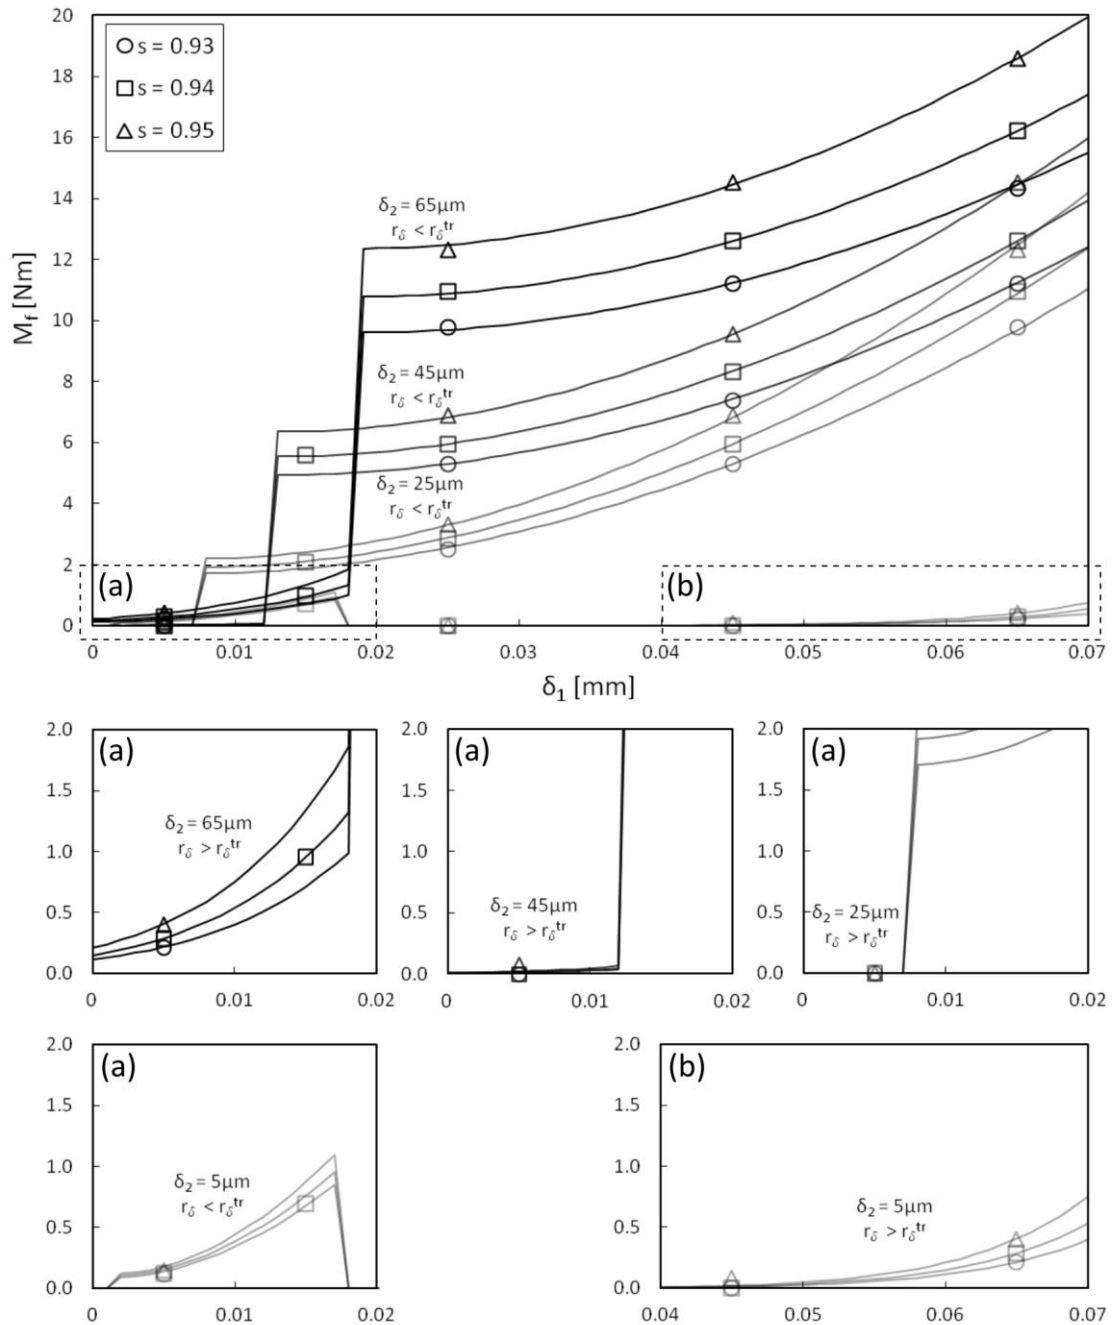 20
18
16
14
12
10
8
6
4
2
0
M_f [Nm]
s = 0.93
s = 0.94
s = 0.95
δ₂ = 65μm
r_δ < r_δ^tr
δ₂ = 45μm
r_δ < r_δ^tr
δ₂ = 25μm
r_δ < r_δ^tr
(a)
(b)
0 0.01 0.02 0.03 0.04 0.05 0.06 0.07
δ₁ [mm]
2.0
1.5
1.0
0.5
0.0
(a)
δ₂ = 65μm
r_δ > r_δ^tr
0 0.01 0.02
2.0
1.5
1.0
0.5
0.0
(a)
δ₂ = 45μm
r_δ > r_δ^tr
0 0.01 0.02
2.0
1.5
1.0
0.5
0.0
(a)
δ₂ = 25μm
r_δ > r_δ^tr
0 0.01 0.02
2.0
1.5
1.0
0.5
0.0
(a)
δ₂ = 5μm
r_δ < r_δ^tr
0 0.01 0.02
2.0
1.5
1.0
0.5
0.0
(b)
δ₂ = 5μm
r_δ > r_δ^tr
0.04 0.05 0.06 0.07